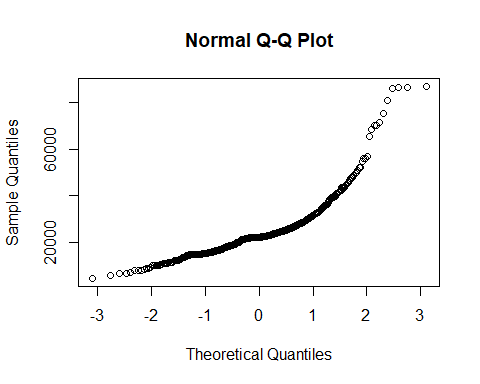 Normal Q-Q Plot
Sample Quantiles
60000
20000
-3 -2 -1 0 1 2 3
Theoretical Quantiles